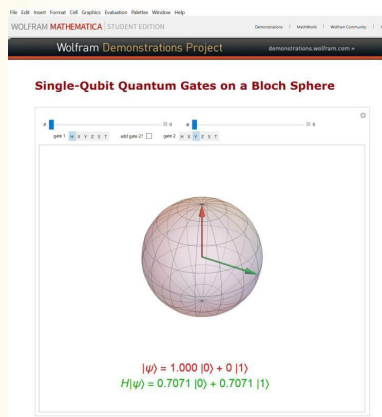 File Edit Insert Format Cell Graphics Evaluation Palettes Window Help
WOLFRAM MATHEMATICA STUDENT EDITION
Demonstrations | MathWorld | Wolfram Community |
Wolfram Demonstrations Project
demonstrations.wolfram.com »
Single-Qubit Quantum Gates on a Bloch Sphere
gate 1 H X Y Z S T add gate 2? gate 2 H X Y Z S T
|ψ⟩ = 1.000 |0⟩ + 0 |1⟩
H|ψ⟩ = 0.7071 |0⟩ + 0.7071 |1⟩